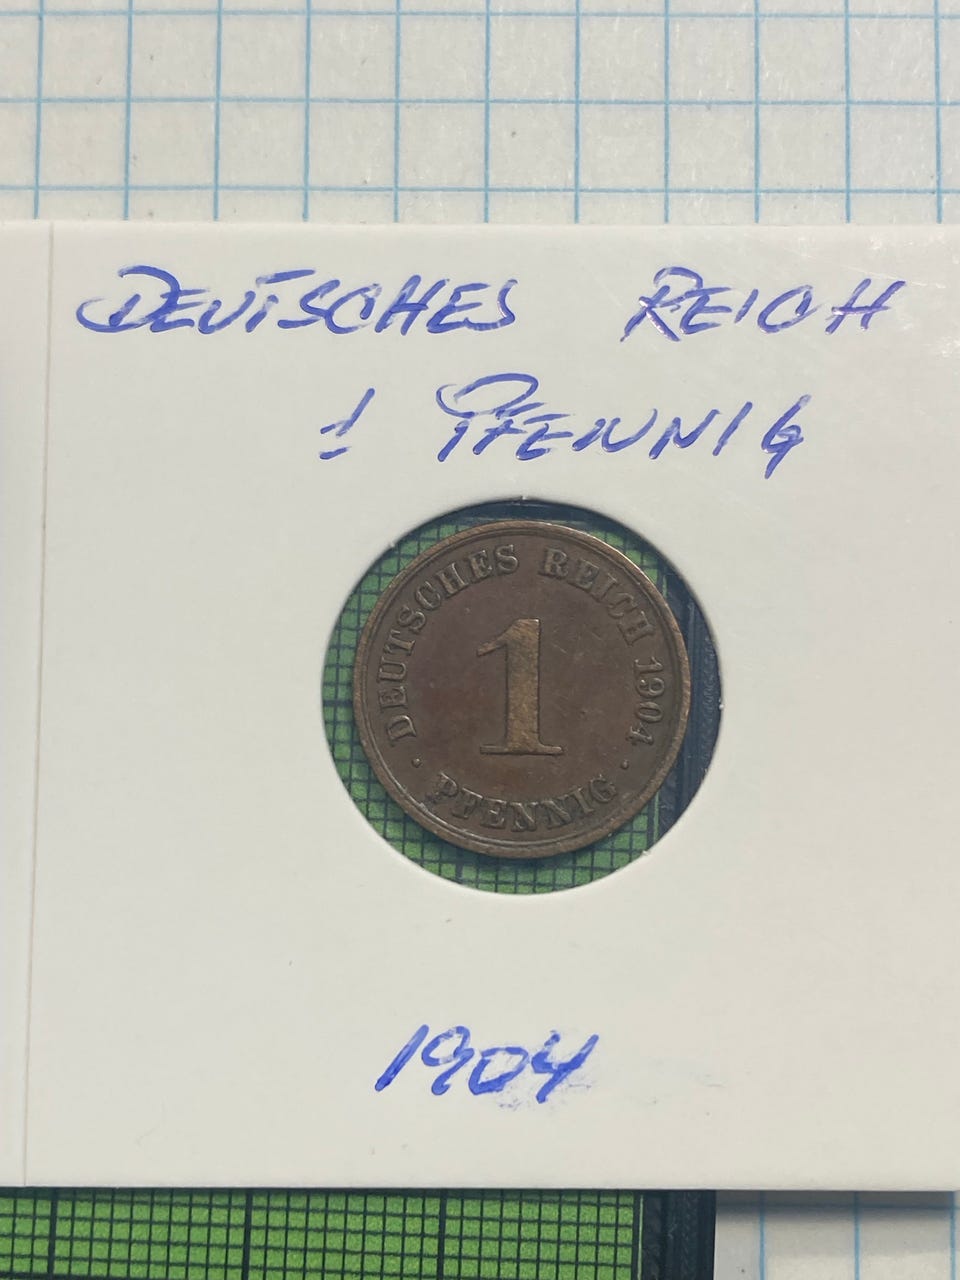 DEUTSCHES REICH
1 PFENNIG
DEUTSCHES REICH 1904
1
· PFENNIG ·
1904